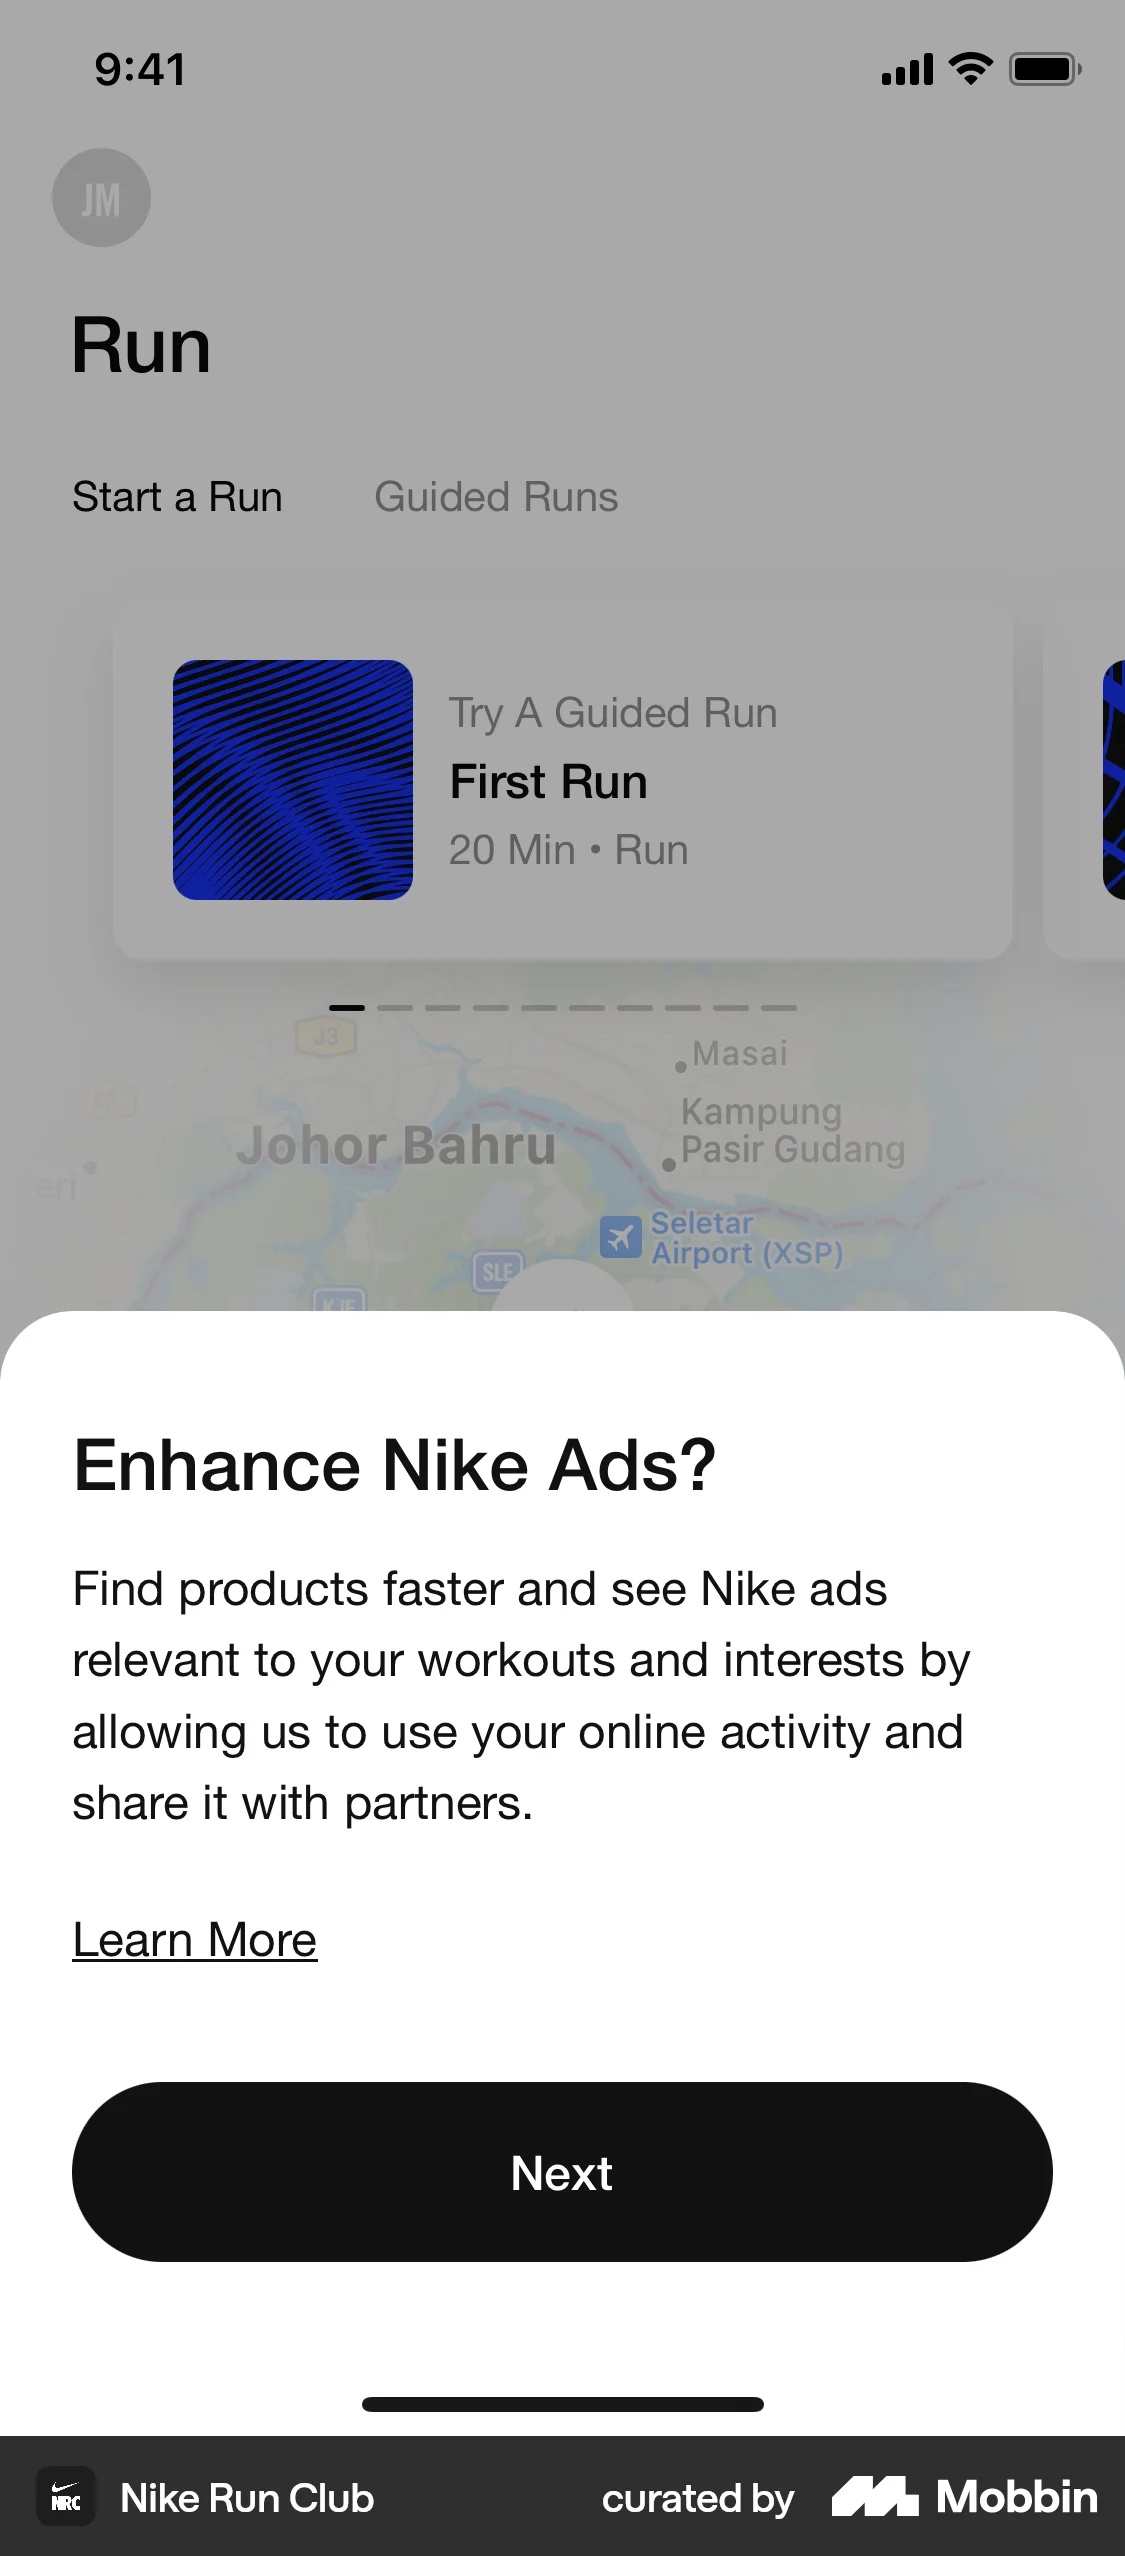 9:41
JM
Run
Start a Run
Guided Runs
Try A Guided Run
First Run
20 Min • Run
J3
Masai
Kampung
Pasir Gudang
Johor Bahru
eri
Seletar
Airport (XSP)
SLE
KJE
Enhance Nike Ads?
Find products faster and see Nike ads
relevant to your workouts and interests by
allowing us to use your online activity and
share it with partners.
Learn More
Next
NRC
Nike Run Club
curated by
Mobbin